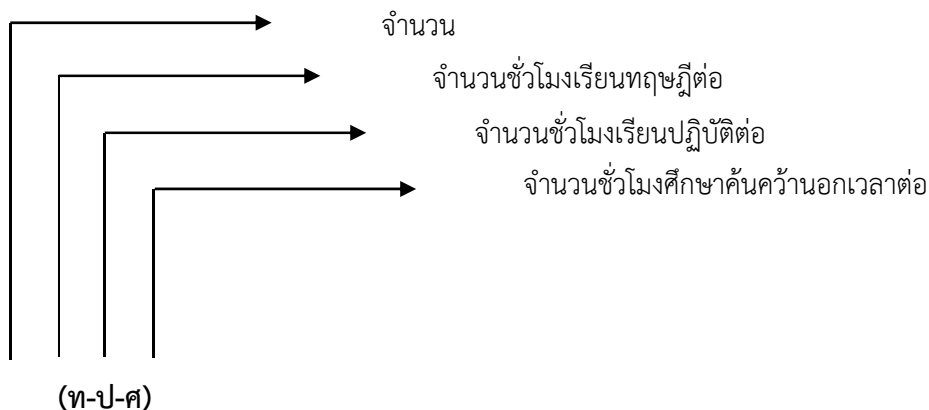 จำนวน
จำนวนชั่วโมงเรียนทฤษฎีต่อ
จำนวนชั่วโมงเรียนปฏิบัติต่อ
จำนวนชั่วโมงศึกษาค้นคว้านอกเวลาต่อ
(ท-ป-ศ)